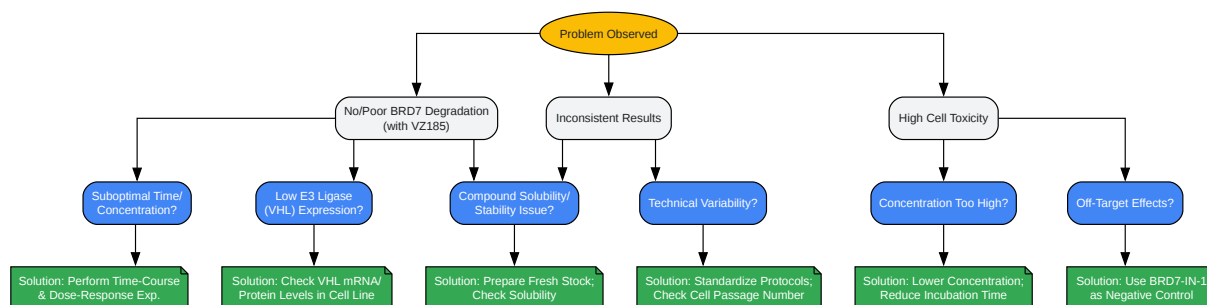 Problem Observed
No/Poor BRD7 Degradation
(with VZ185)
Inconsistent Results
High Cell Toxicity
Suboptimal Time/
Concentration?
Low E3 Ligase
(VHL) Expression?
Compound Solubility/
Stability Issue?
Technical Variability?
Concentration Too High?
Off-Target Effects?
Solution: Perform Time-Course
& Dose-Response Exp.
Solution: Check VHL mRNA/
Protein Levels in Cell Line
Solution: Prepare Fresh Stock;
Check Solubility
Solution: Standardize Protocols;
Check Cell Passage Number
Solution: Lower Concentration;
Reduce Incubation Time
Solution: Use BRD7-IN-1
as Negative Control